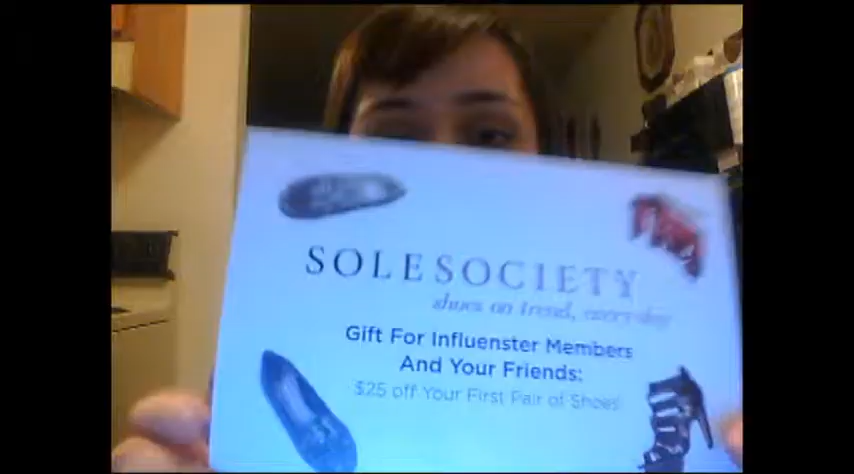 SOLESOCIETY
shoes on trend, everyday
Gift For Influenster Members
And Your Friends:
$25 off Your First Pair of Shoes